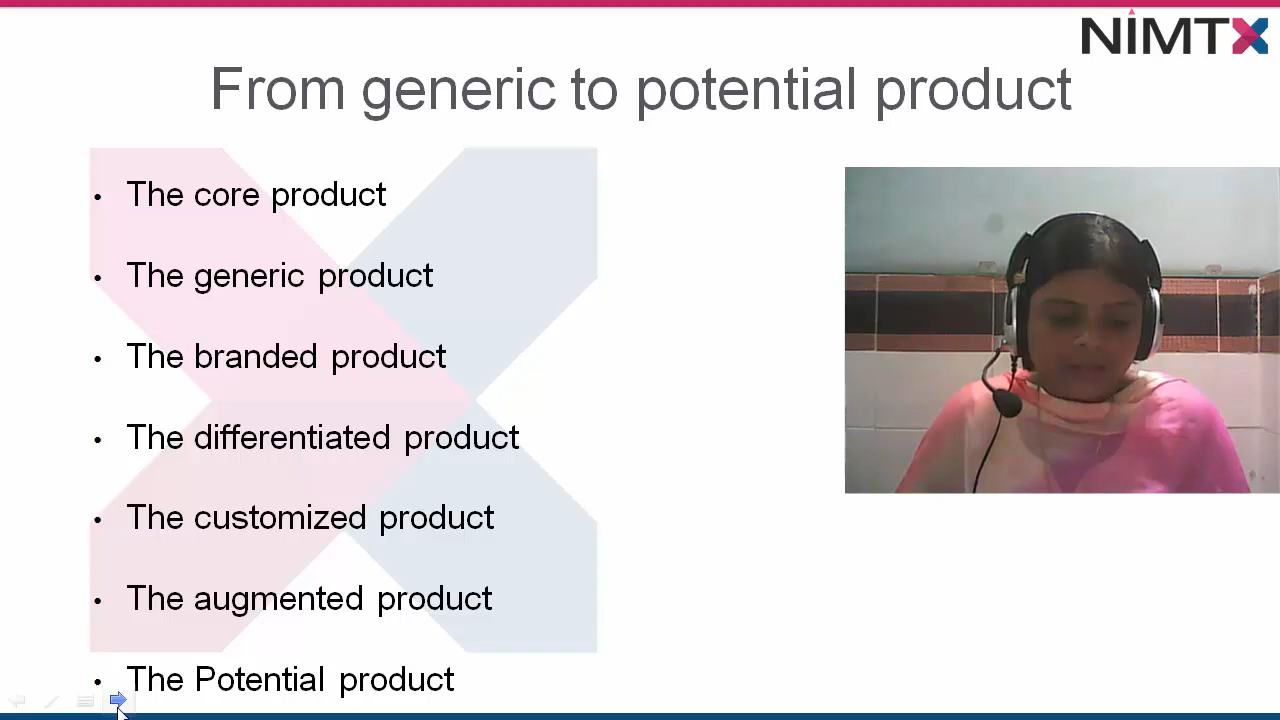 NIMTX
From generic to potential product
• The core product
• The generic product
• The branded product
• The differentiated product
• The customized product
• The augmented product
• The Potential product